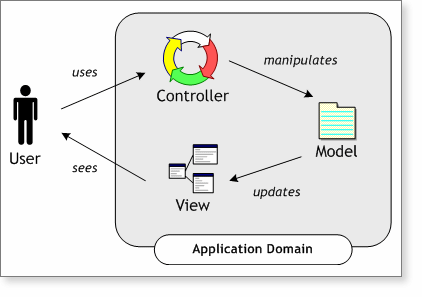 uses
manipulates
Controller
User
Model
sees
updates
View
Application Domain